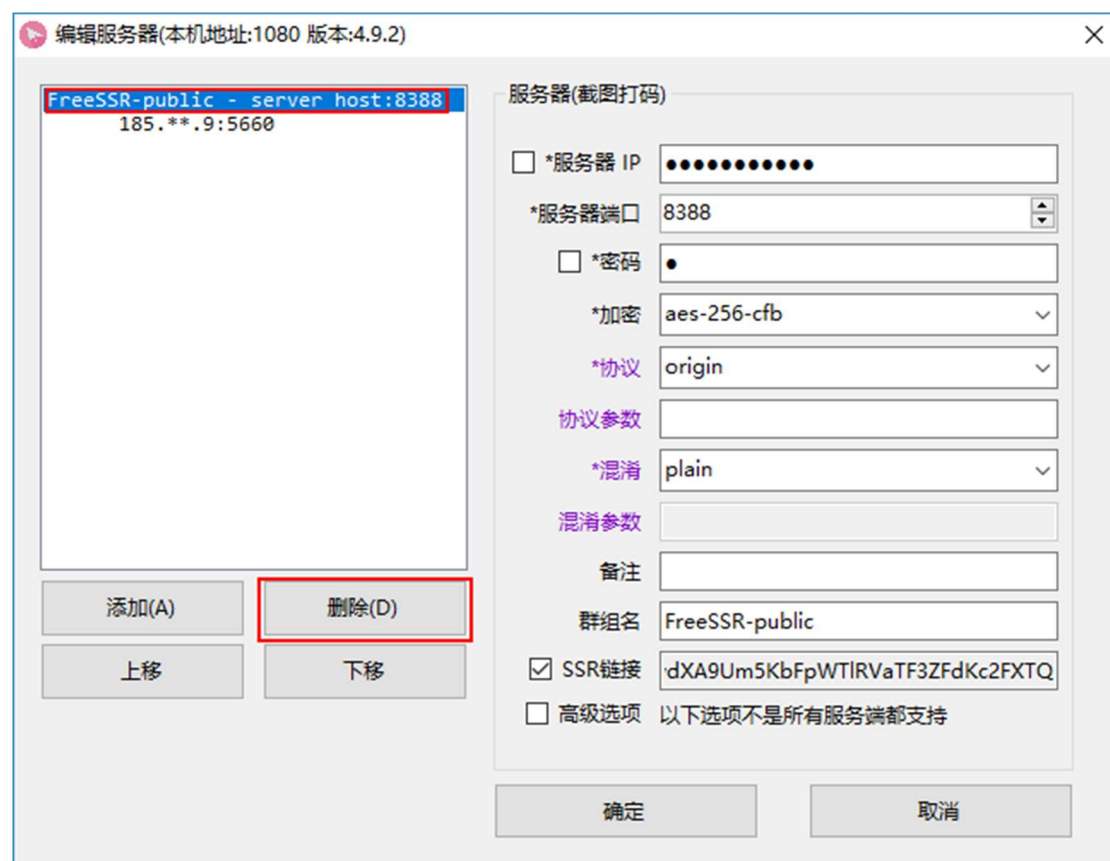 编辑服务器(本机地址:1080 版本:4.9.2)
FreeSSR-public - server host:8388
185.**.9:5660
添加(A)
删除(D)
上移
下移
服务器(截图打码)
*服务器 IP ●●●●●●●●●●●
*服务器端口 8388
*密码 ●
*加密 aes-256-cfb
*协议 origin
协议参数
*混淆 plain
混淆参数
备注
群组名 FreeSSR-public
SSR链接 dXA9Um5KbFpWTlRVaTF3ZFdKc2FXTQ
高级选项 以下选项不是所有服务端都支持
确定
取消